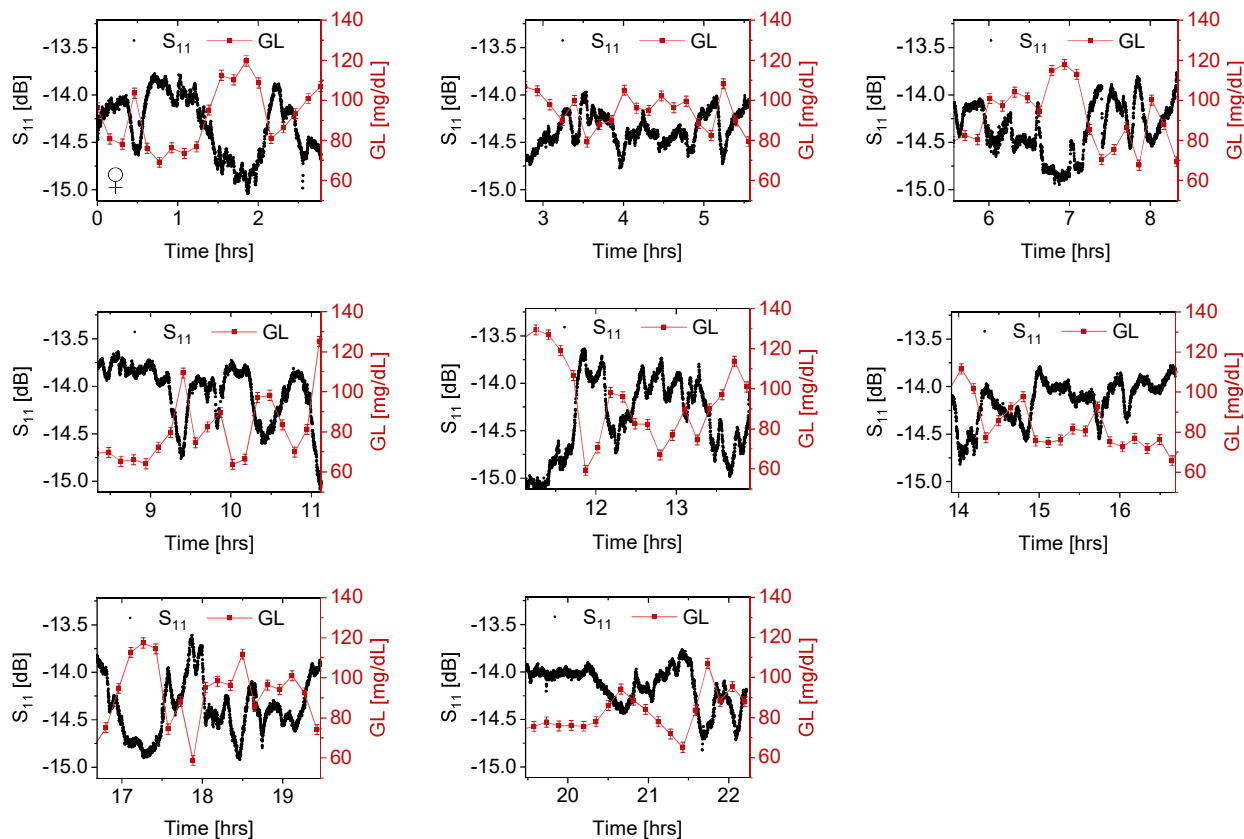 S11 GL
S11 [dB]
-13.5
-14.0
-14.5
-15.0
140
120
100
80
60
GL [mg/dL]
♀
0 1 2
Time [hrs]
S11 GL
S11 [dB]
-13.5
-14.0
-14.5
-15.0
140
120
100
80
60
GL [mg/dL]
3 4 5
Time [hrs]
S11 GL
S11 [dB]
-13.5
-14.0
-14.5
-15.0
140
120
100
80
60
GL [mg/dL]
6 7 8
Time [hrs]
S11 GL
S11 [dB]
-13.5
-14.0
-14.5
-15.0
140
120
100
80
60
GL [mg/dL]
9 10 11
Time [hrs]
S11 GL
S11 [dB]
-13.5
-14.0
-14.5
-15.0
140
120
100
80
60
GL [mg/dL]
12 13
Time [hrs]
S11 GL
S11 [dB]
-13.5
-14.0
-14.5
-15.0
140
120
100
80
60
GL [mg/dL]
14 15 16
Time [hrs]
S11 GL
S11 [dB]
-13.5
-14.0
-14.5
-15.0
140
120
100
80
60
GL [mg/dL]
17 18 19
Time [hrs]
S11 GL
S11 [dB]
-13.5
-14.0
-14.5
-15.0
140
120
100
80
60
GL [mg/dL]
20 21 22
Time [hrs]